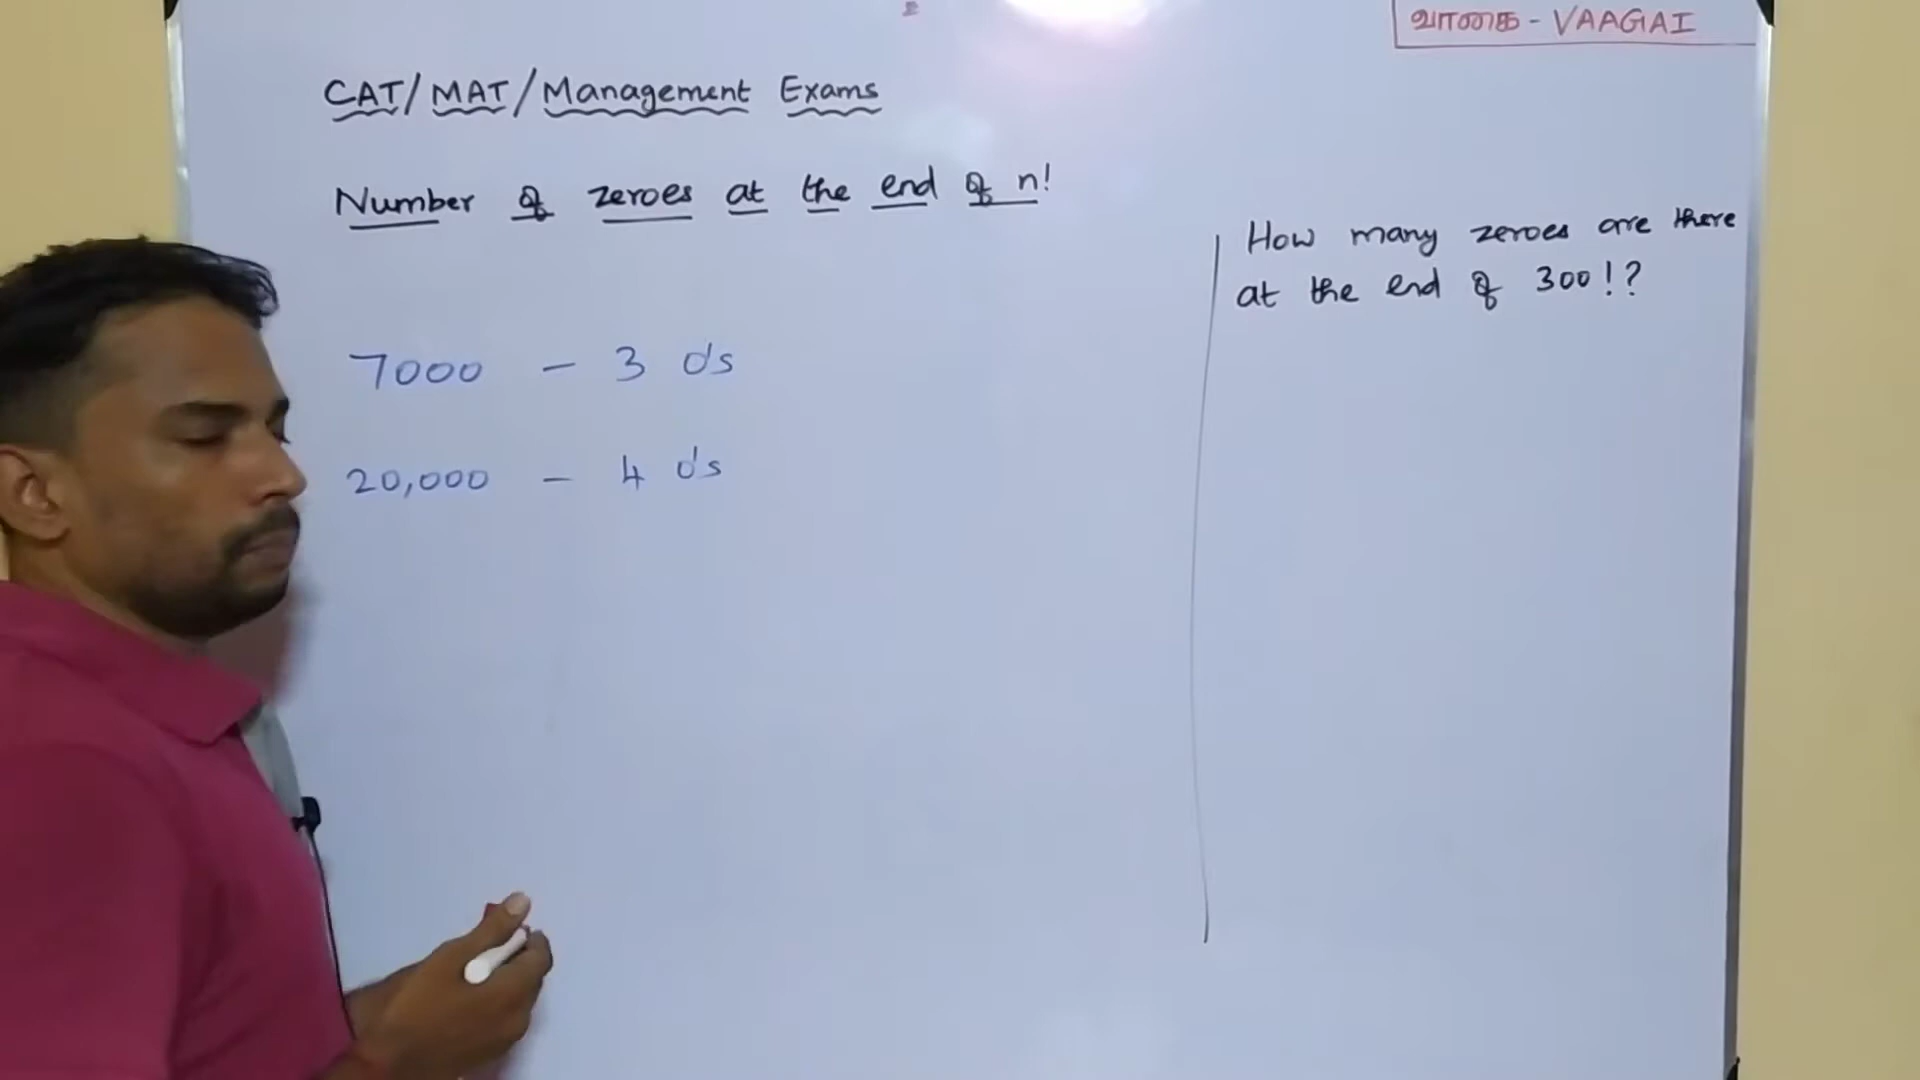 வாகை - VAAGAI
CAT/MAT/Management Exams
Number of zeroes at the end of n!
7000 - 3 0's
20,000 - 4 0's
How many zeroes are there
at the end of 300!?